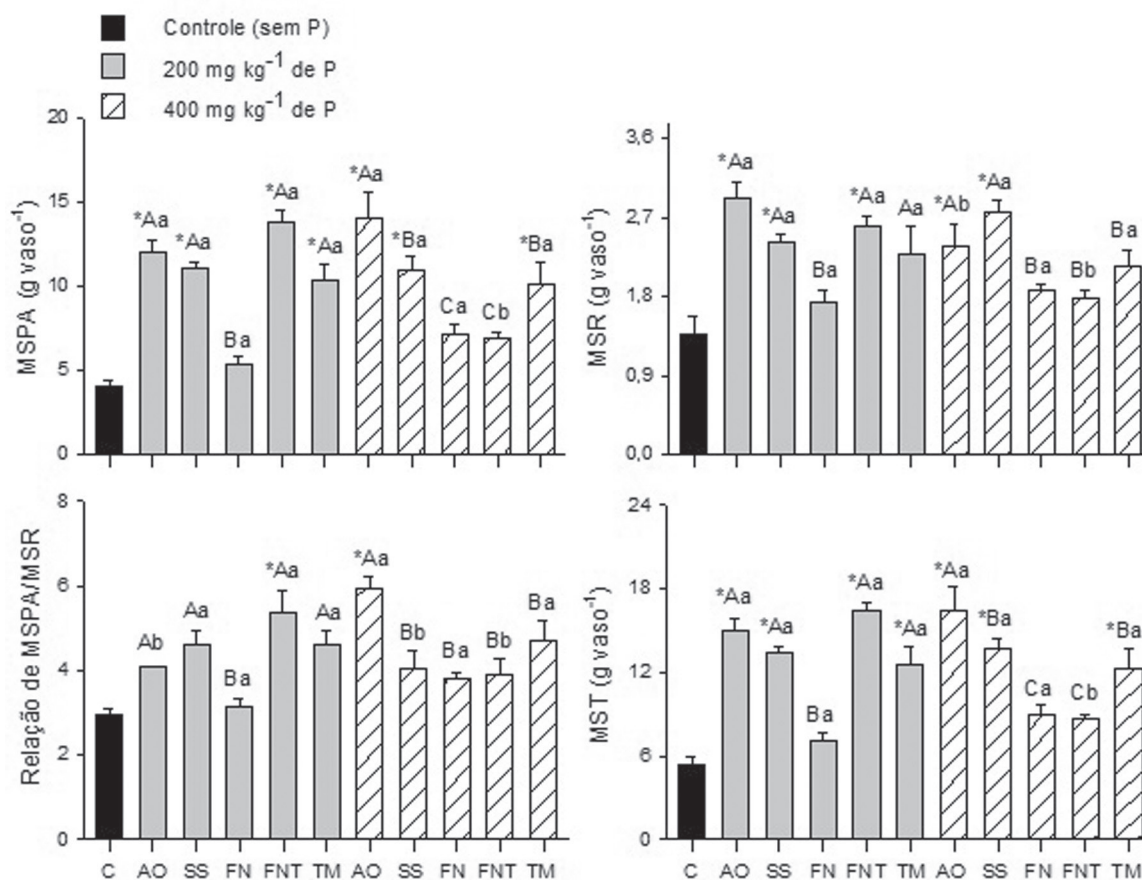 Controle (sem P)
200 mg kg⁻¹ de P
400 mg kg⁻¹ de P
MSPA (g vaso⁻¹)
20
15
10
5
0
*Aa
*Aa
Ba
*Aa
*Aa
*Aa
*Ba
Ca
Cb
*Ba
MSR (g vaso⁻¹)
3,6
2,7
1,8
0,9
0,0
*Aa
*Aa
Ba
*Aa
Aa
*Ab
*Aa
Ba
Bb
Ba
Relação de MSPA/MSR
8
6
4
2
0
Ab
Aa
Ba
*Aa
Aa
*Aa
Bb
Ba
Bb
Ba
C AO SS FN FNT TM AO SS FN FNT TM
MST (g vaso⁻¹)
24
18
12
6
0
*Aa
*Aa
Ba
*Aa
*Aa
*Aa
*Ba
Ca
Cb
*Ba
C AO SS FN FNT TM AO SS FN FNT TM